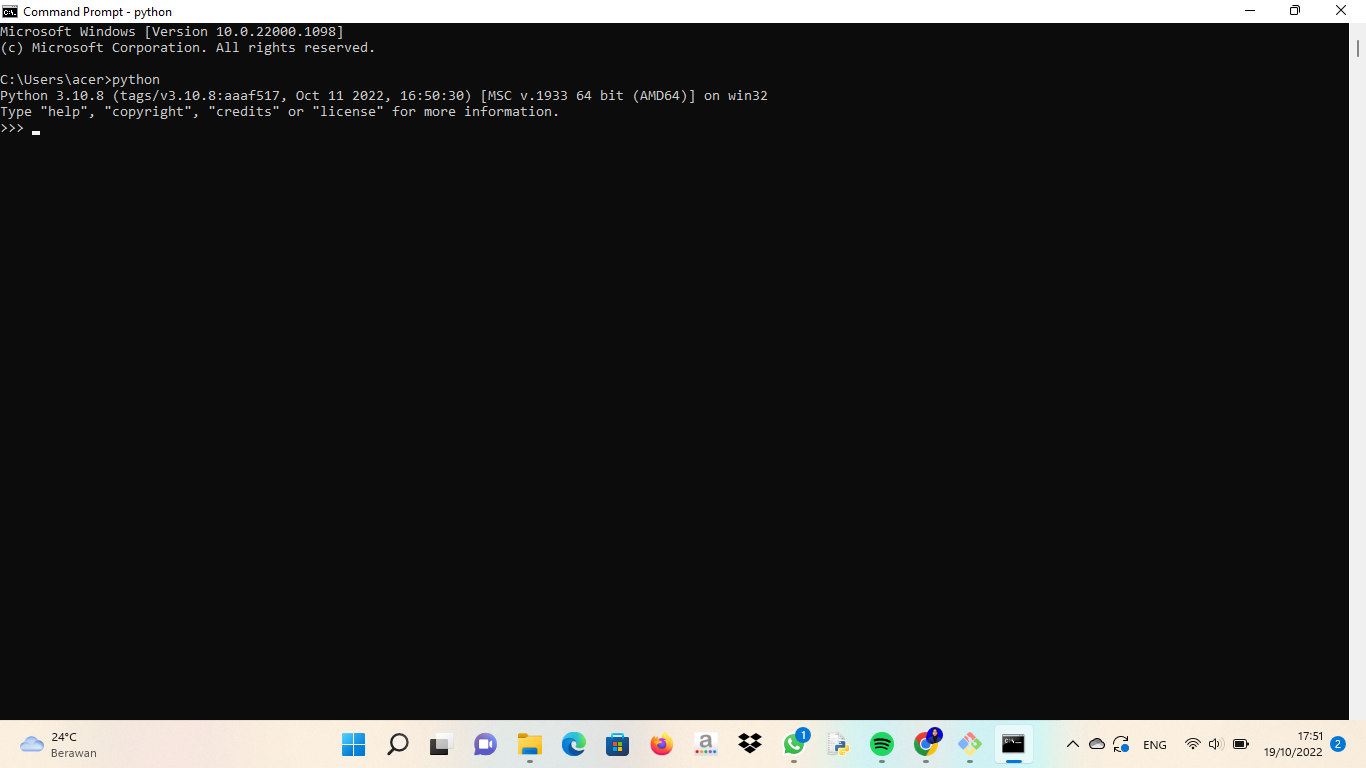 Command Prompt - python
Microsoft Windows [Version 10.0.22000.1098]
(c) Microsoft Corporation. All rights reserved.
C:\Users\acer>python
Python 3.10.8 (tags/v3.10.8:aaaf517, Oct 11 2022, 16:50:30) [MSC v.1933 64 bit (AMD64)] on win32
Type "help", "copyright", "credits" or "license" for more information.
>>>
24°C
Berawan
a
1
ENG
17:51
19/10/2022
2